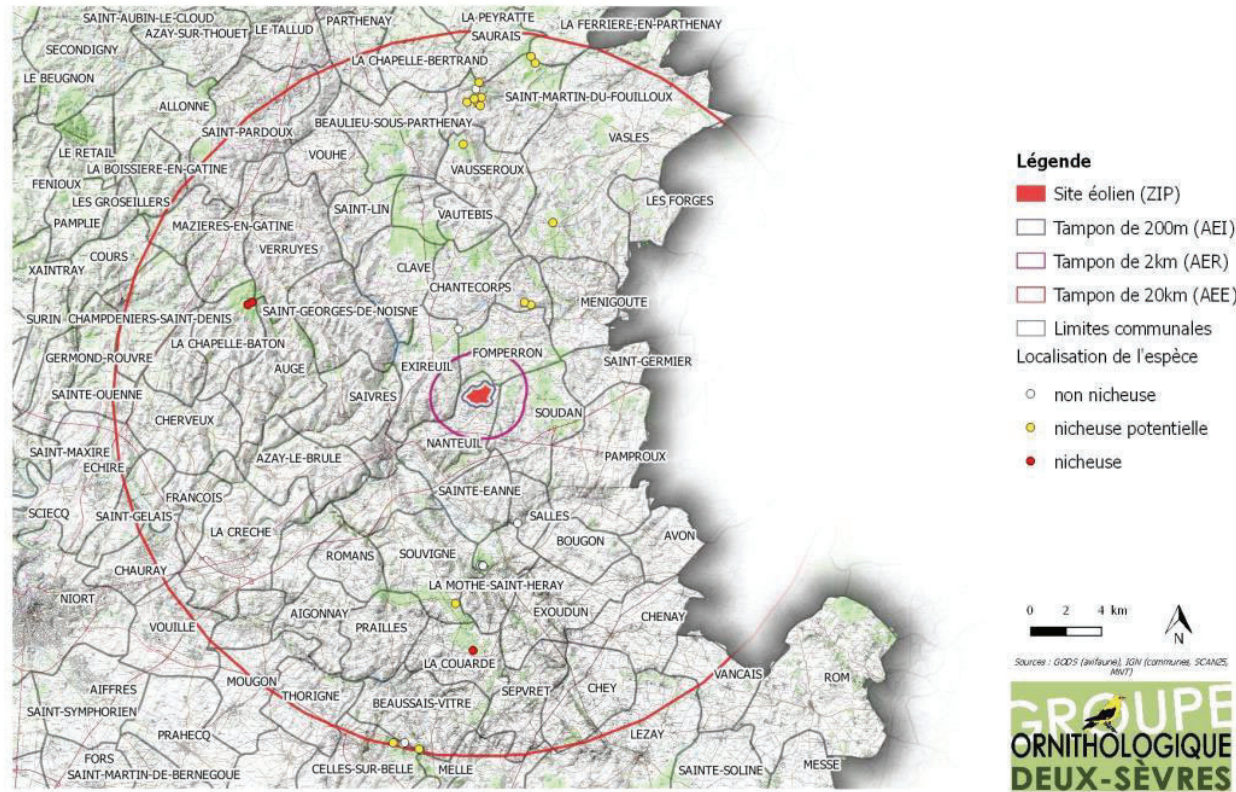 SAINT-AUBIN-LE-CLOUD
PARTHENAY
LA PEYRATTE
LA FERRIERE-EN-PARTHENAY
AZAY-SUR-THOUET
LE TALLUD
SAURAIS
SECONDIGNY
LA CHAPELLE-BERTRAND
LE BEUGNON
ALLONNE
SAINT-MARTIN-DU-FOUILLOUX
SAINT-PARDOUX
BEAULIEU-SOUS-PARTHENAY
VASLES
LE RETAIL
VOUHE
LA BOISSIERE-EN-GATINE
VAUSSEROUX
FENIOUX
LES GROSEILLERS
SAINT-LIN
LES FORGES
PAMPLIE
MAZIERES-EN-GATINE
VAUTEBIS
COURS
VERRUYES
XAINTRAY
CLAVE
CHANTECORPS
MENIGOUTE
SURIN
CHAMPDENIERS-SAINT-DENIS
SAINT-GEORGES-DE-NOISNE
LA CHAPELLE-BATON
FOMPERRON
GERMOND-ROUVRE
SAINT-GERMIER
AUGE
EXIREUIL
SAINTE-OUENNE
SAIVRES
CHERVEUX
SOUDAN
NANTEUIL
SAINT-MAXIRE
AZAY-LE-BRULE
PAMPROUX
ECHIRE
FRANCOIS
SAINTE-EANNE
SCIECQ
SAINT-GELAIS
SALLES
LA CRECHE
AVON
BOUGON
ROMANS
SOUVIGNE
CHAURAY
LA MOTHE-SAINT-HERAY
NIORT
AIGONNAY
EXOUDUN
CHENAY
VOUILLE
PRAILLES
LA COUARDE
MOUGON
VANCAIS
ROM
AIFFRES
THORIGNE
SEPVRET
CHEY
BEAUSSAIS-VITRE
SAINT-SYMPHORIEN
PRAHECQ
LEZAY
FORS
CELLES-SUR-BELLE
MELLE
SAINTE-SOLINE
MESSE
SAINT-MARTIN-DE-BERNEGOUE
Légende
Site éolien (ZIP)
Tampon de 200m (AEI)
Tampon de 2km (AER)
Tampon de 20km (AEE)
Limites communales
Localisation de l'espèce
non nicheuse
nicheuse potentielle
nicheuse
0 2 4 km
N
Sources : GODS (avifaune), IGN (communes, SCAN25, MNT)
GROUPE
ORNITHOLOGIQUE
DEUX-SÈVRES